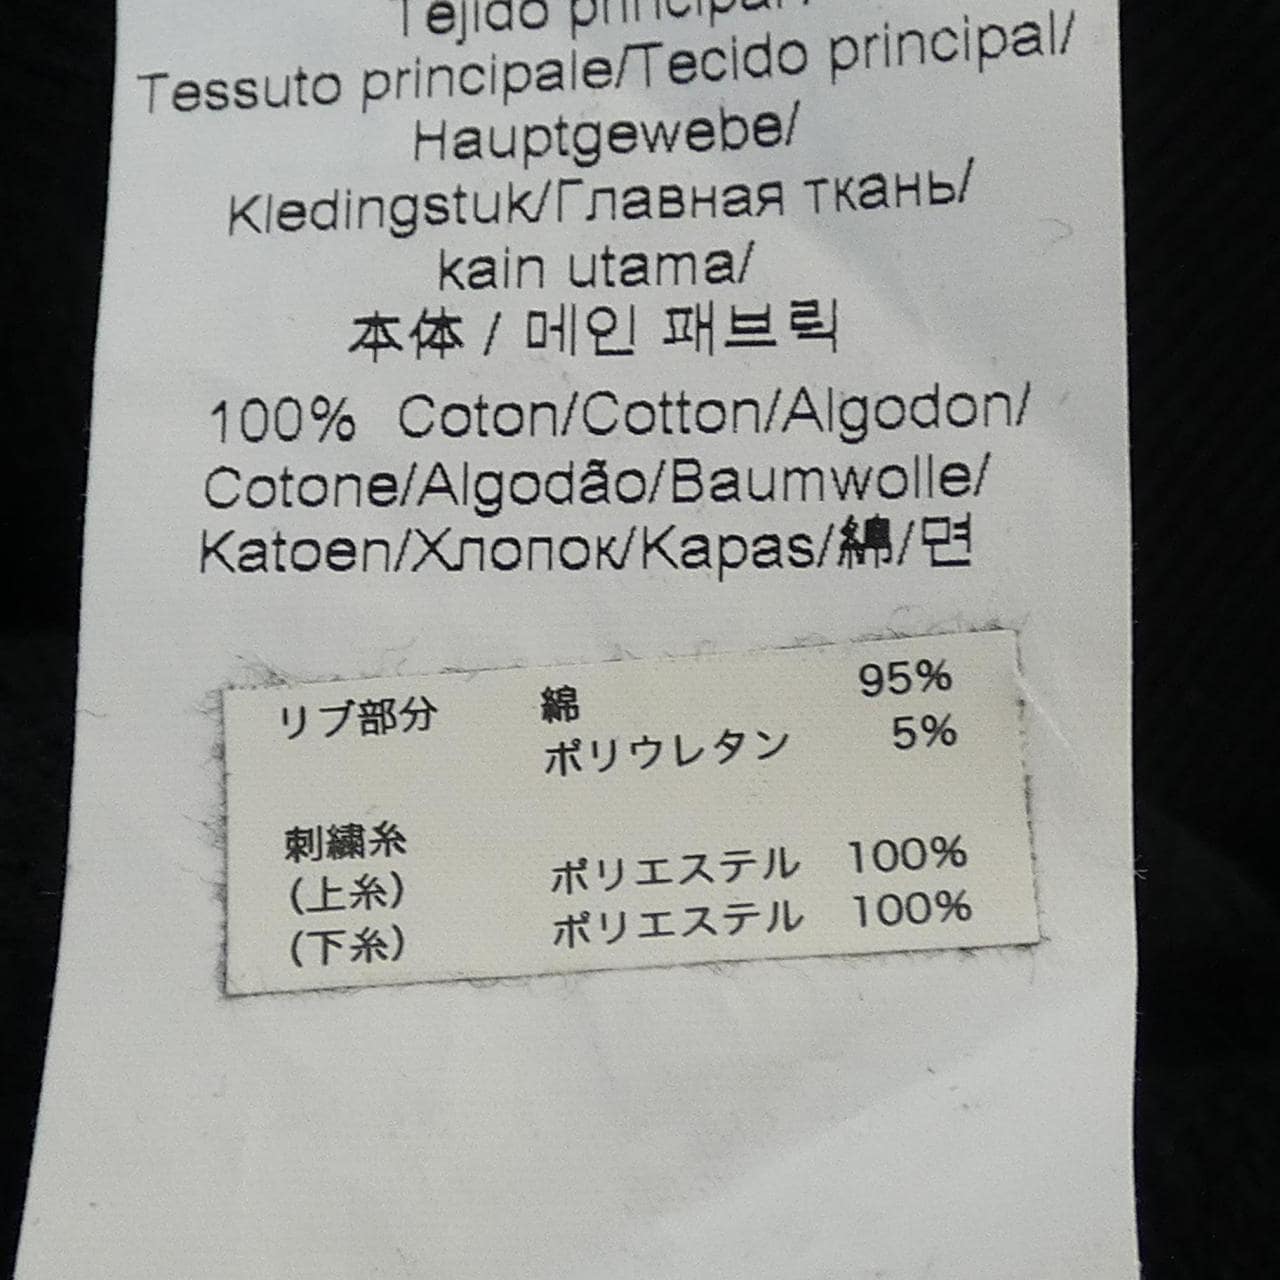 Tejido principal/
Tessuto principale/Tecido principal/
Hauptgewebe/
Kledingstuk/Главная ткань/
kain utama/
本体 / 메인 패브릭
100% Coton/Cotton/Algodon/
Cotone/Algodão/Baumwolle/
Katoen/Хлопок/Kapas/綿/면
リブ部分 綿 95%
ポリウレタン 5%
刺繍糸
(上糸) ポリエステル 100%
(下糸) ポリエステル 100%